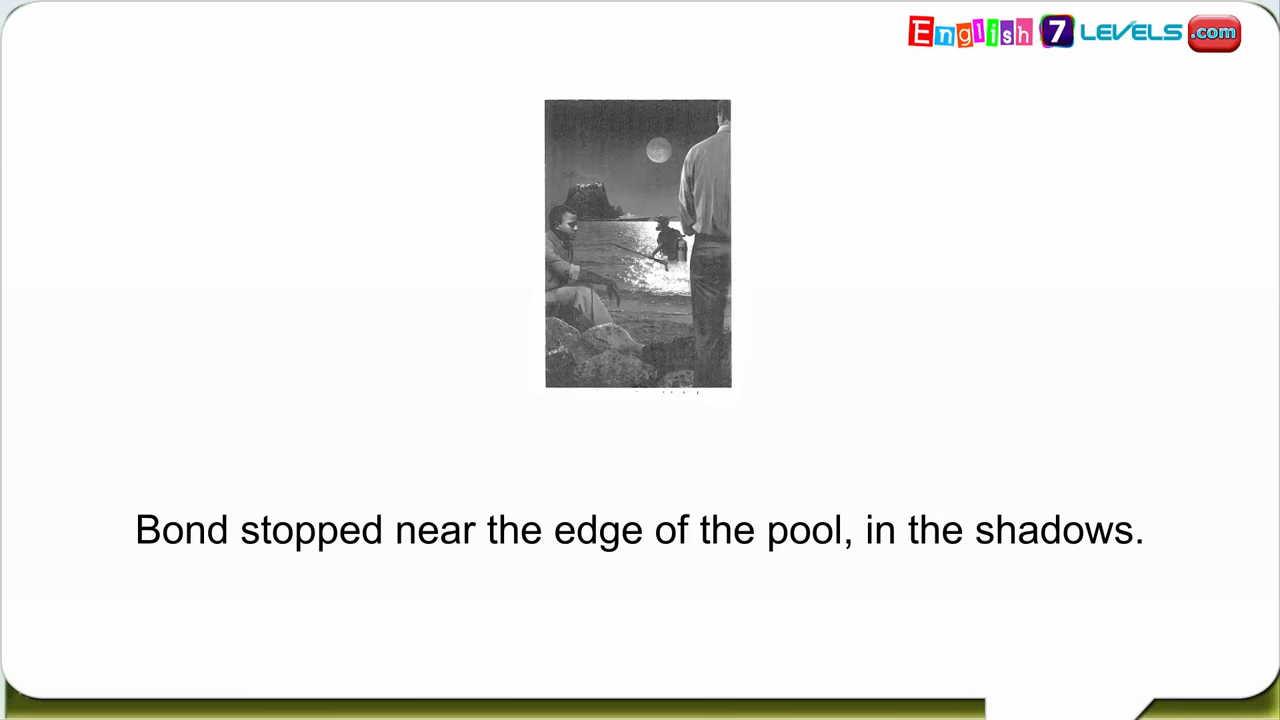 English 7 LEVELS .com
Bond stopped near the edge of the pool, in the shadows.